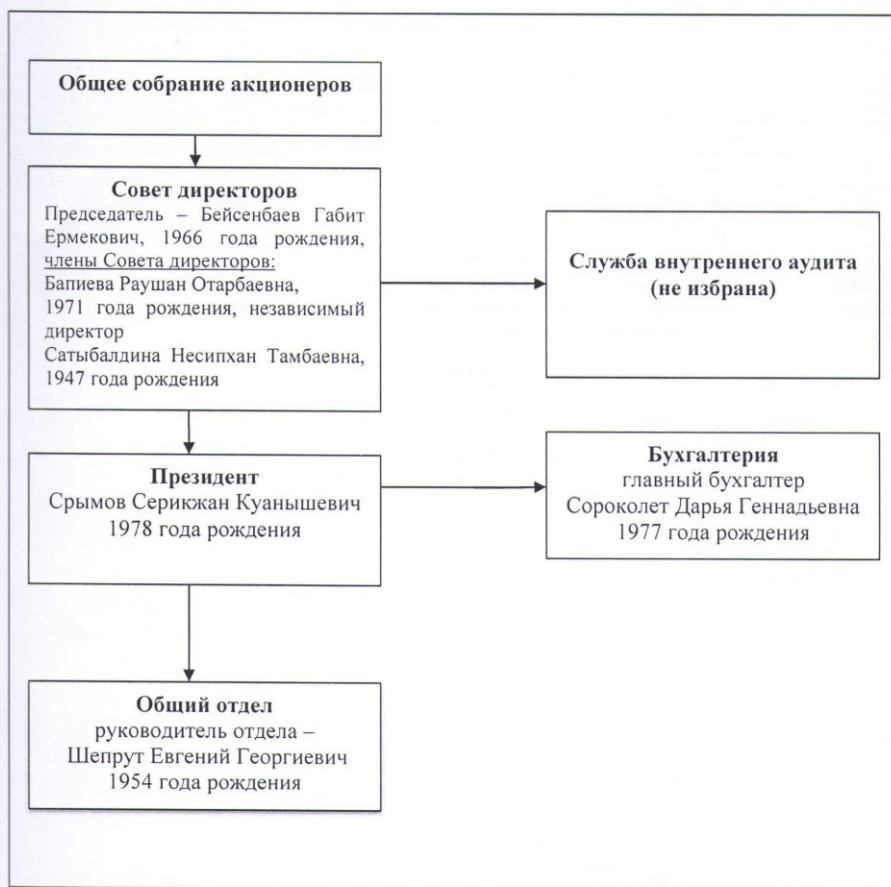 Общее собрание акционеров
Совет директоров
Председатель – Бейсенбаев Габит
Ермекович, 1966 года рождения,
члены Совета директоров:
Бапиева Раушан Отарбаевна,
1971 года рождения, независимый
директор
Сатыбалдина Несипхан Тамбаевна,
1947 года рождения
Служба внутреннего аудита
(не избрана)
Президент
Срымов Серикжан Куанышевич
1978 года рождения
Бухгалтерия
главный бухгалтер
Сороколет Дарья Геннадьевна
1977 года рождения
Общий отдел
руководитель отдела –
Шепрут Евгений Георгиевич
1954 года рождения